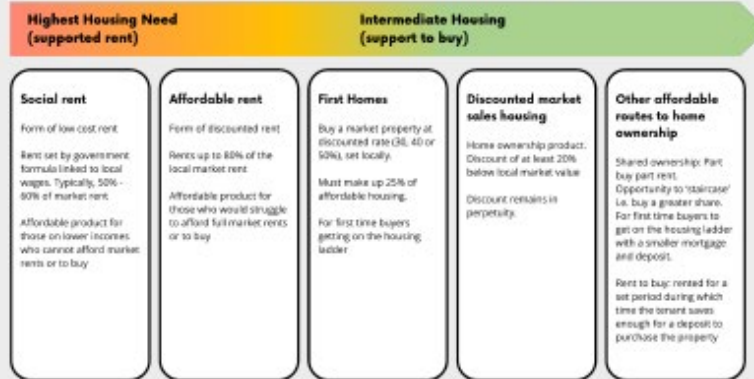 Highest Housing Need
(supported rent)
Intermediate Housing
(support to buy)
Social rent
Form of low cost rent
Rent set by government
formula linked to local
wages. Typically, 50% -
60% of market rent
Affordable product for
those on lower incomes
who cannot afford market
rents or to buy
Affordable rent
Form of discounted rent
Rents up to 80% of the
local market rent
Affordable product for
those who would struggle
to afford full market rents
or to buy
First Homes
Buy a market property at
discounted rate (30, 40 or
50%), set locally.
Must make up 25% of
affordable housing.
For first time buyers
getting on the housing
ladder
Discounted market
sales housing
Home ownership product.
Discount of at least 20%
below local market value
Discount remains in
perpetuity.
Other affordable
routes to home
ownership
Shared ownership: Part
buy part rent.
Opportunity to 'staircase'
i.e. buy a greater share.
For first time buyers to
get on the housing ladder
with a smaller mortgage
and deposit.
Rent to buy: rented for a
set period during which
time the tenant saves
enough for a deposit to
purchase the property